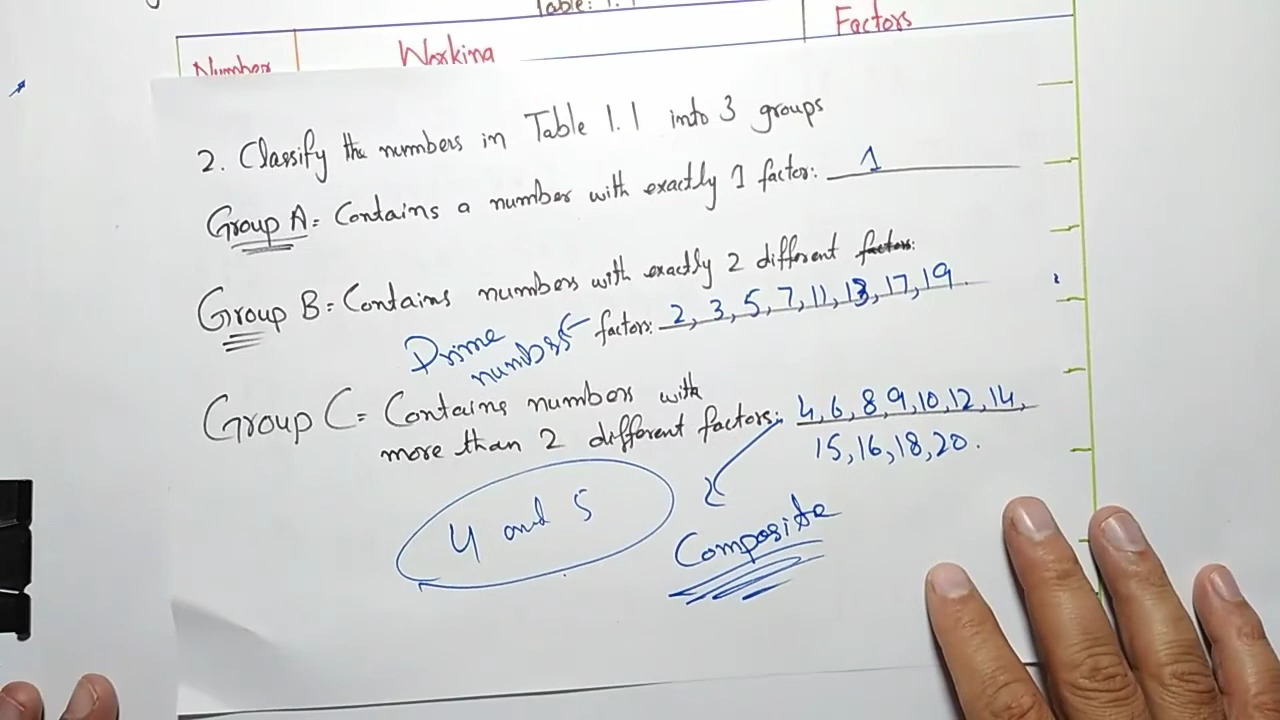 Table: 1.1
Number Working Factors
2. Classify the numbers in Table 1.1 into 3 groups
Group A = Contains a number with exactly 1 factor: 1
Group B = Contains numbers with exactly 2 different factors:
factors: 2, 3, 5, 7, 11, 13, 17, 19
Prime
numbers
Group C = Contains numbers with
more than 2 different factors: 4, 6, 8, 9, 10, 12, 14,
15, 16, 18, 20.
4 and 5
Composite